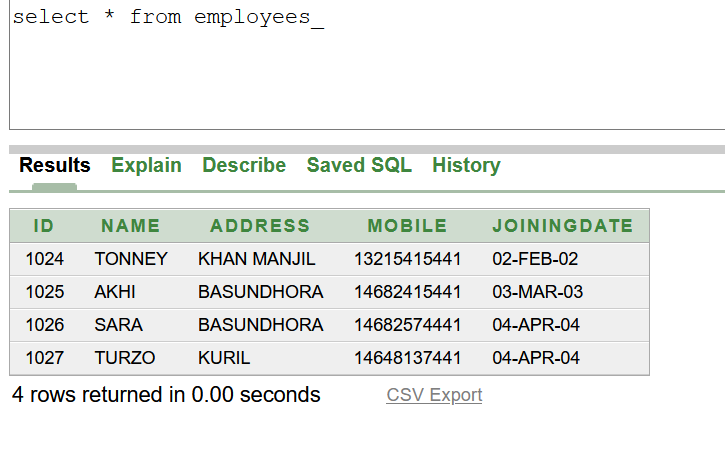 select * from employees_
Results Explain Describe Saved SQL History
ID NAME ADDRESS MOBILE JOININGDATE
1024 TONNEY KHAN MANJIL 13215415441 02-FEB-02
1025 AKHI BASUNDHORA 14682415441 03-MAR-03
1026 SARA BASUNDHORA 14682574441 04-APR-04
1027 TURZO KURIL 14648137441 04-APR-04
4 rows returned in 0.00 seconds CSV Export